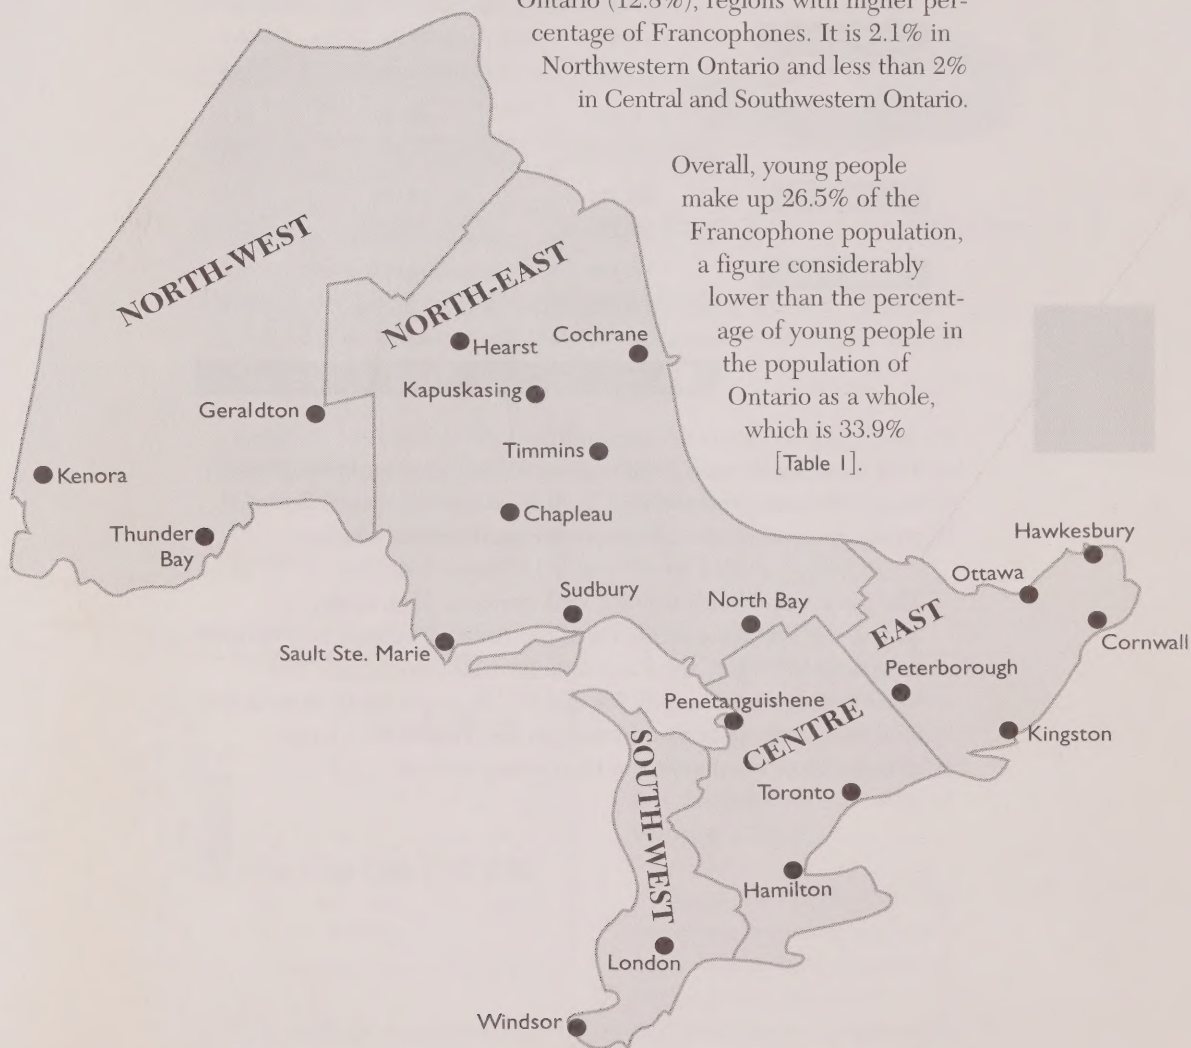 Ontario (12.8%), regions with higher per-
centage of Francophones. It is 2.1% in
Northwestern Ontario and less than 2%
in Central and Southwestern Ontario.
Overall, young people
make up 26.5% of the
Francophone population,
a figure considerably
lower than the percent-
age of young people in
the population of
Ontario as a whole,
which is 33.9%
[Table 1].
NORTH-WEST
NORTH-EAST
Hearst
Cochrane
Kapuskasing
Geraldton
Timmins
Kenora
Chapleau
Thunder
Bay
Hawkesbury
Ottawa
Sudbury
North Bay
EAST
Cornwall
Sault Ste. Marie
Peterborough
Penetanguishene
CENTRE
Kingston
SOUTH-WEST
Toronto
Hamilton
London
Windsor